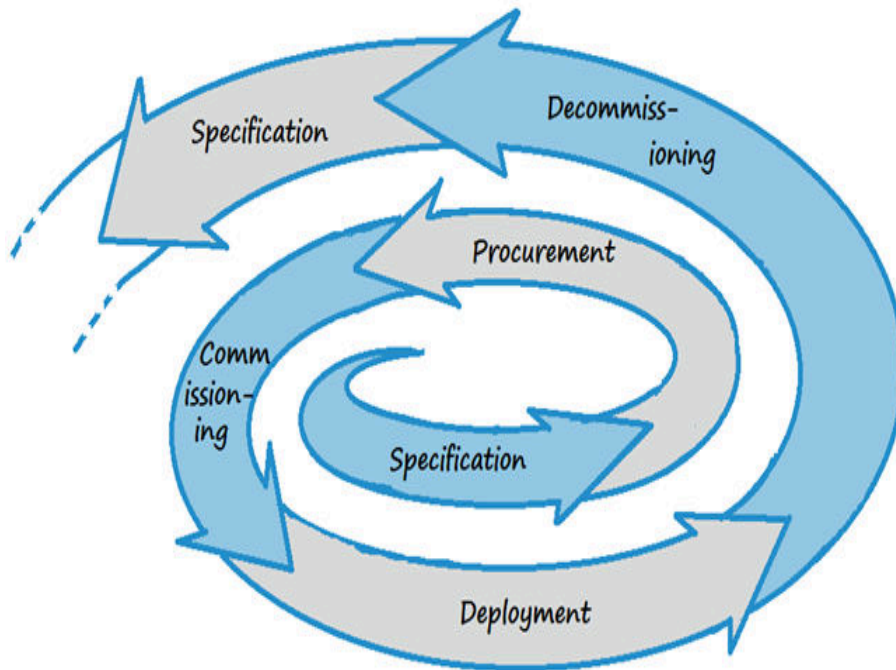 Specification
Decommiss-
ioning
Procurement
Comm
ission-
ing
Specification
Deployment